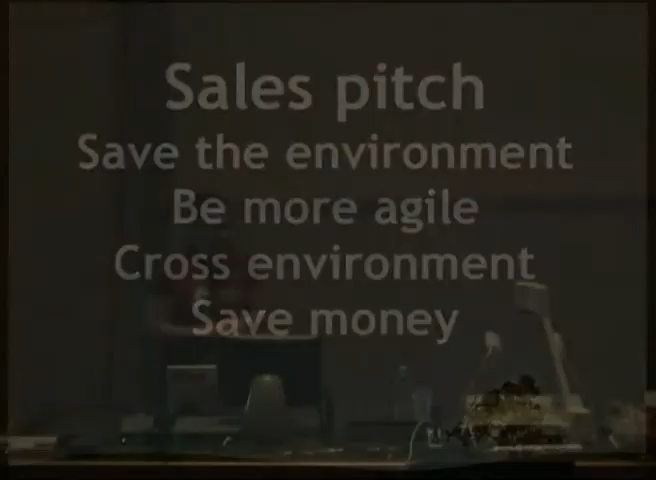 Sales pitch
Save the environment
Be more agile
Cross environment
Save money